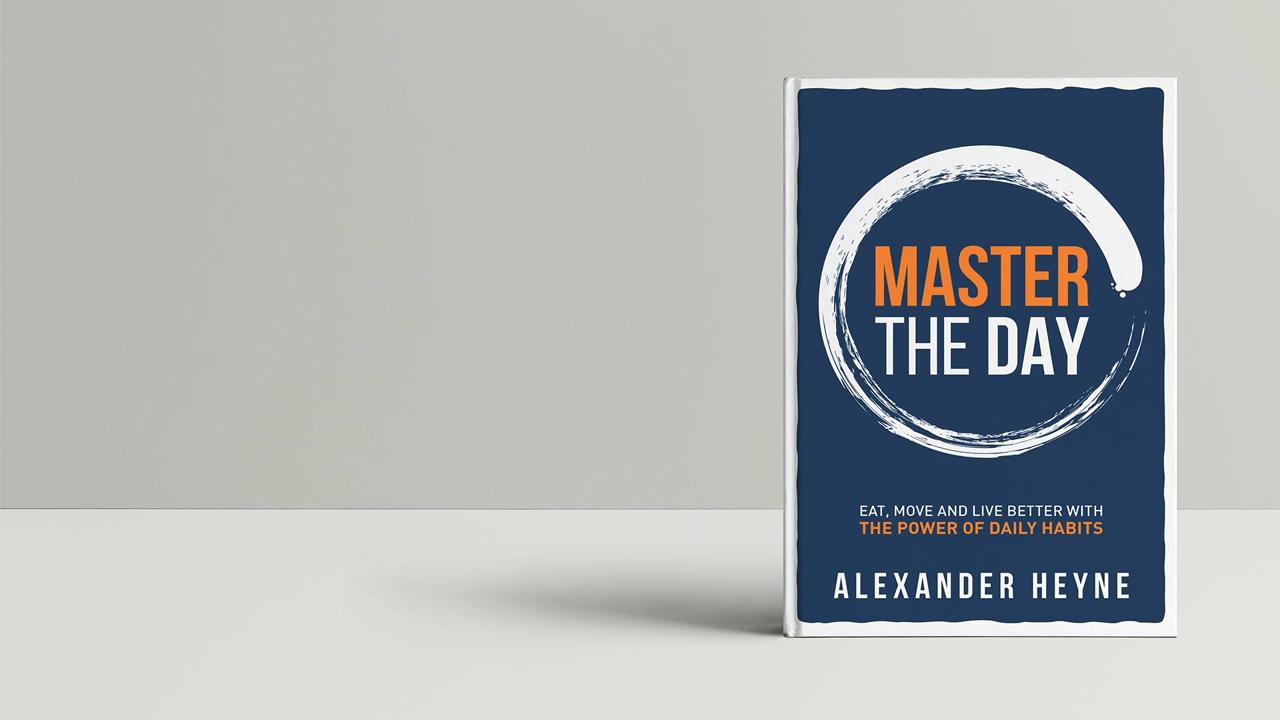 MASTER
THE DAY
EAT, MOVE AND LIVE BETTER WITH
THE POWER OF DAILY HABITS
ALEXANDER HEYNE